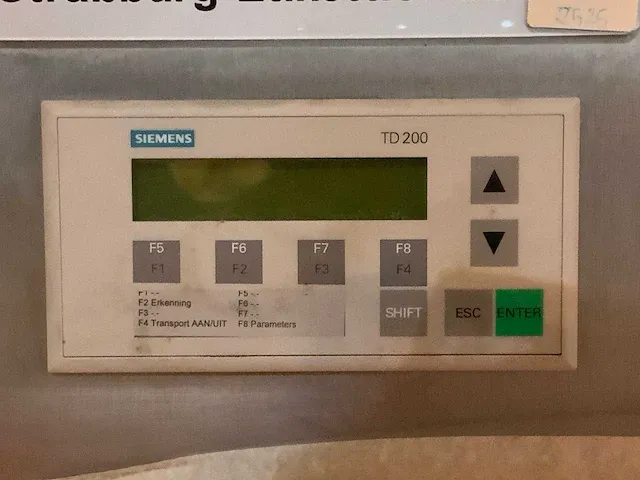 SIEMENS
TD 200
F5 F6 F7 F8
F1 F2 F3 F4
F1 -.-
F2 Erkenning
F3 -.-
F4 Transport AAN/UIT
F5 -.-
F6 -.-
F7 -.-
F8 Parameters
SHIFT
ESC
ENTER